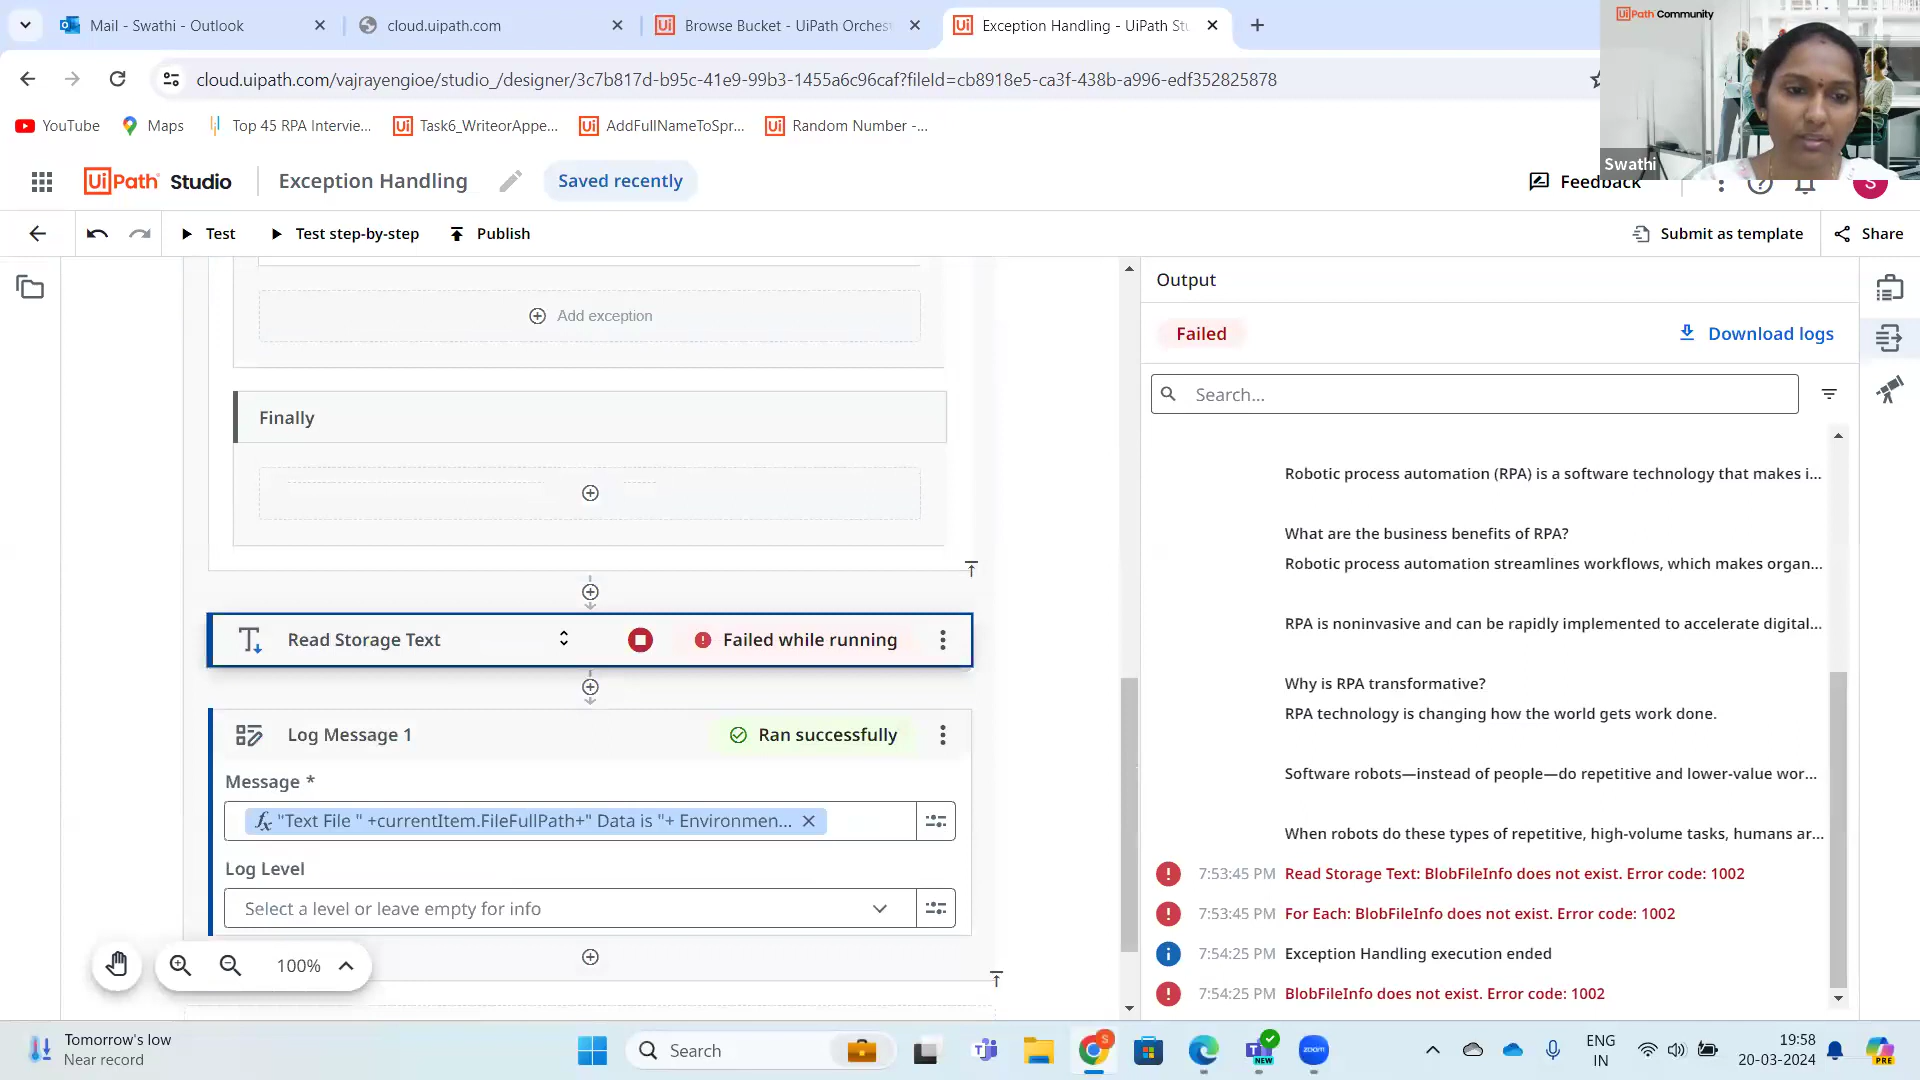 Mail - Swathi - Outlook
cloud.uipath.com
Browse Bucket - UiPath Orchest
Exception Handling - UiPath Stu
UiPath Community
cloud.uipath.com/vajrayengioe/studio_/designer/3c7b817d-b95c-41e9-99b3-1455a6c96caf?fileId=cb8918e5-ca3f-438b-a996-edf352825878
YouTube
Maps
Top 45 RPA Intervie...
Task6_WriteorAppe...
AddFullNameToSpr...
Random Number -...
Swathi
UiPath Studio
Exception Handling
Saved recently
Feedback
S
Test
Test step-by-step
Publish
Submit as template
Share
Add exception
Finally
Read Storage Text
Failed while running
Log Message 1
Ran successfully
Message *
fx "Text File " +currentItem.FileFullPath+" Data is "+ Environmen...
Log Level
Select a level or leave empty for info
100%
Output
Failed
Download logs
Search...
Robotic process automation (RPA) is a software technology that makes i...
What are the business benefits of RPA?
Robotic process automation streamlines workflows, which makes organ...
RPA is noninvasive and can be rapidly implemented to accelerate digital...
Why is RPA transformative?
RPA technology is changing how the world gets work done.
Software robots—instead of people—do repetitive and lower-value wor...
When robots do these types of repetitive, high-volume tasks, humans ar...
7:53:45 PM Read Storage Text: BlobFileInfo does not exist. Error code: 1002
7:53:45 PM For Each: BlobFileInfo does not exist. Error code: 1002
7:54:25 PM Exception Handling execution ended
7:54:25 PM BlobFileInfo does not exist. Error code: 1002
Tomorrow's low
Near record
Search
S
NEW
zoom
ENG
IN
19:58
20-03-2024
PRE